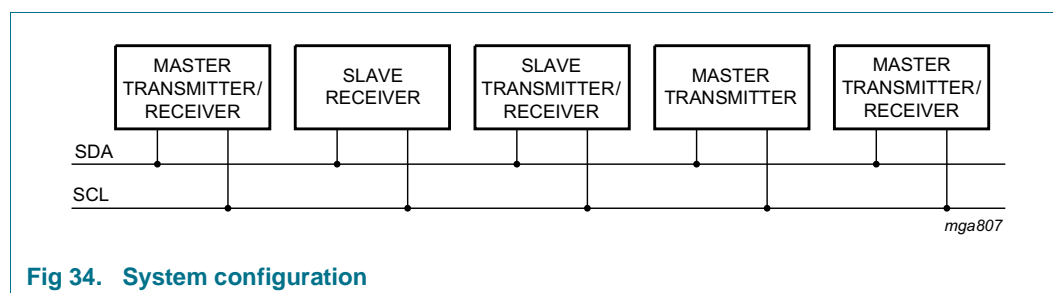 MASTER
TRANSMITTER/
RECEIVER
SLAVE
RECEIVER
SLAVE
TRANSMITTER/
RECEIVER
MASTER
TRANSMITTER
MASTER
TRANSMITTER/
RECEIVER
SDA
SCL
mga807
Fig 34. System configuration